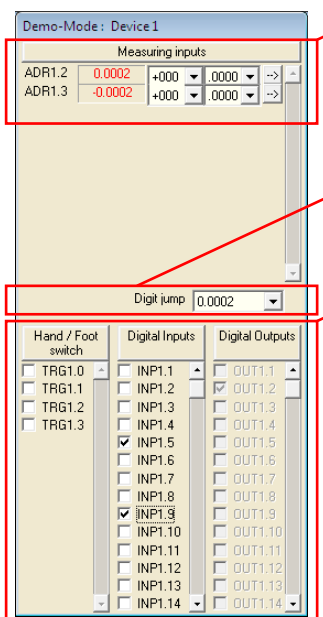 Demo-Mode: Device 1
Measuring inputs
ADR1.2 0.0002 +000 .0000 -->
ADR1.3 -0.0002 +000 .0000 -->
Digit jump 0.0002
Hand / Foot switch Digital Inputs Digital Outputs
TRG1.0 INP1.1 OUT1.1
TRG1.1 INP1.2 OUT1.2
TRG1.2 INP1.3 OUT1.3
TRG1.3 INP1.4 OUT1.4
INP1.5 OUT1.5
INP1.6 OUT1.6
INP1.7 OUT1.7
INP1.8 OUT1.8
INP1.9 OUT1.9
INP1.10 OUT1.10
INP1.11 OUT1.11
INP1.12 OUT1.12
INP1.13 OUT1.13
INP1.14 OUT1.14